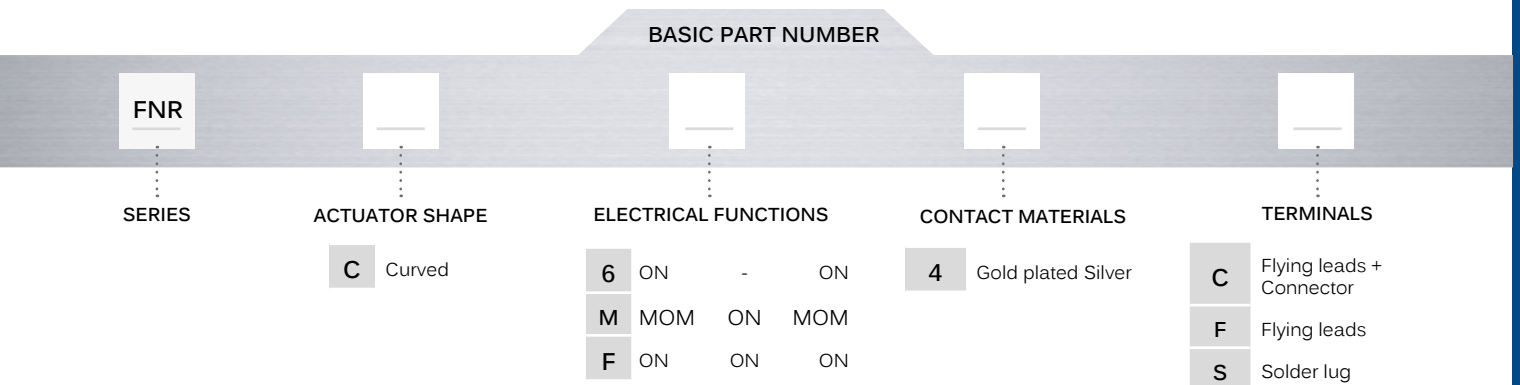 BASIC PART NUMBER
FNR
SERIES
ACTUATOR SHAPE
C Curved
ELECTRICAL FUNCTIONS
6 ON - ON
M MOM ON MOM
F ON ON ON
CONTACT MATERIALS
4 Gold plated Silver
TERMINALS
C Flying leads +
Connector
F Flying leads
S Solder lug